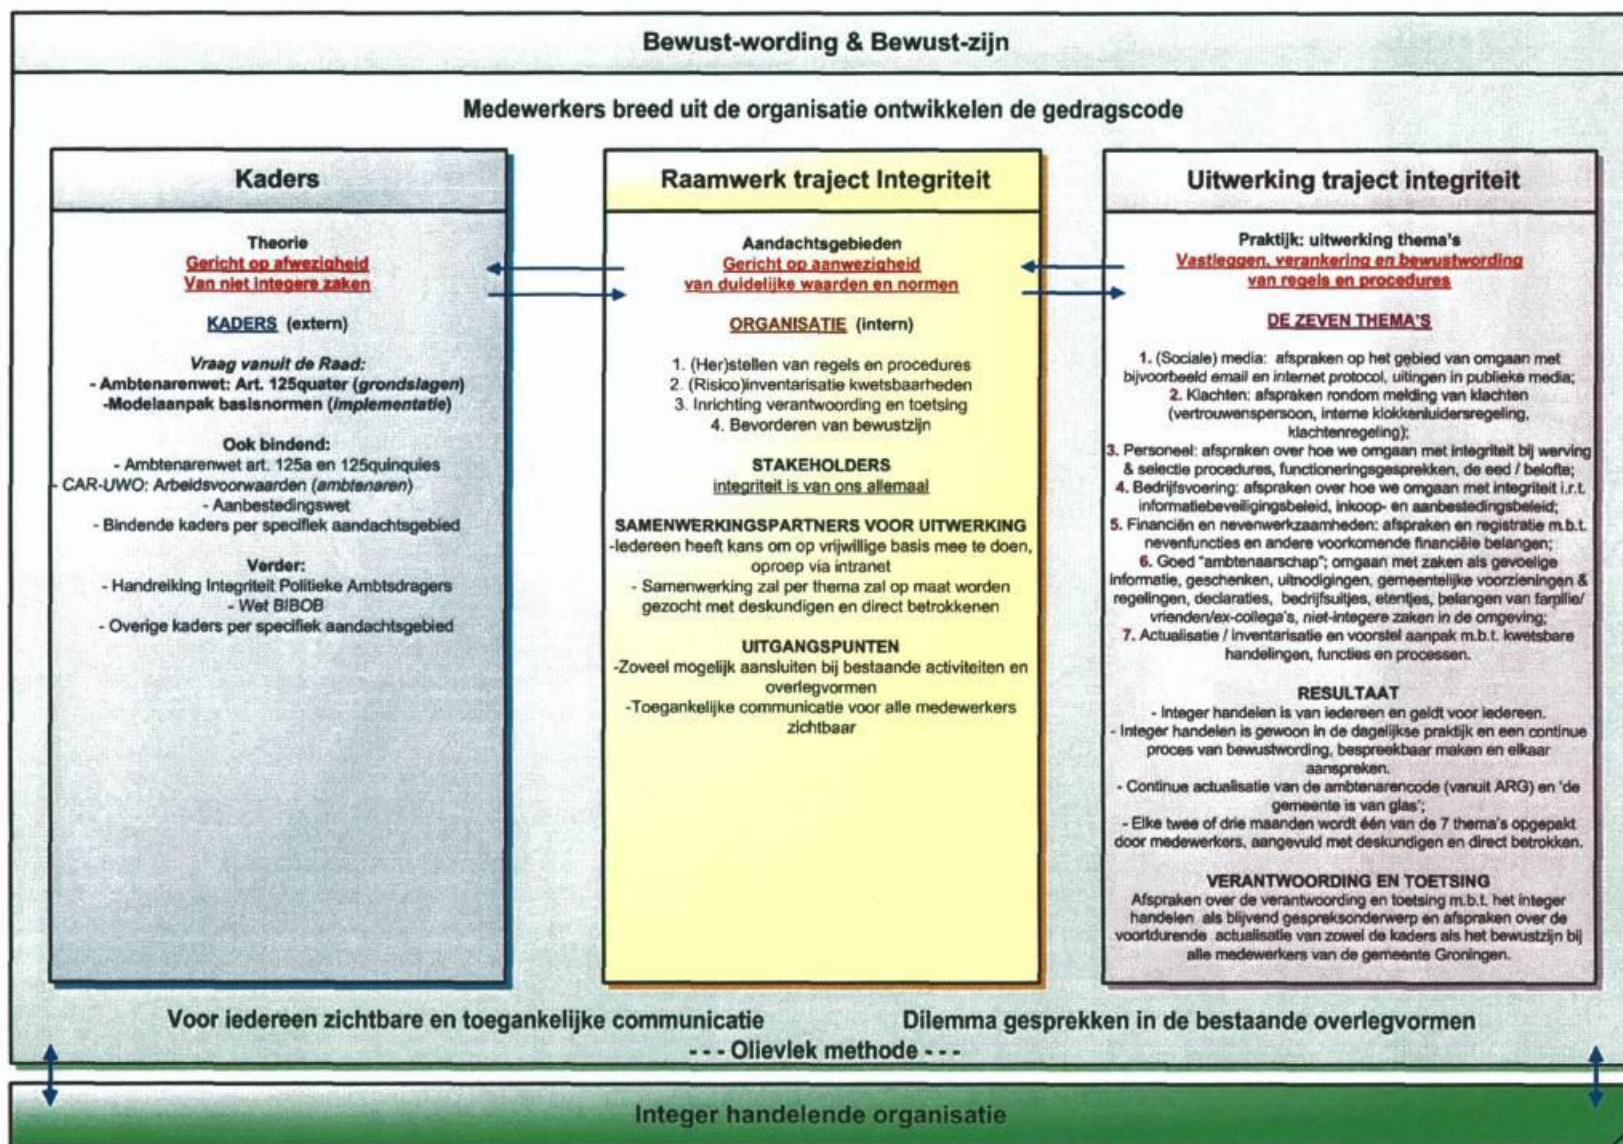 Bewust-wording & Bewust-zijn
Medewerkers breed uit de organisatie ontwikkelen de gedragscode
Kaders
Theorie
Gericht op afwezigheid
Van niet integere zaken
KADERS (extern)
Vraag vanuit de Raad:
- Ambtenarenwet: Art. 125quater (grondslagen)
-Modelaanpak basisnormen (implementatie)
Ook bindend:
- Ambtenarenwet art. 125a en 125quinquies
- CAR-UWO: Arbeidsvoorwaarden (ambtenaren)
- Aanbestedingswet
- Bindende kaders per specifiek aandachtsgebied
Verder:
- Handreiking Integriteit Politieke Ambtsdragers
- Wet BIBOB
- Overige kaders per specifiek aandachtsgebied
Raamwerk traject Integriteit
Aandachtsgebieden
Gericht op aanwezigheid
van duidelijke waarden en normen
ORGANISATIE (intern)
1. (Her)stellen van regels en procedures
2. (Risico)inventarisatie kwetsbaarheden
3. Inrichting verantwoording en toetsing
4. Bevorderen van bewustzijn
STAKEHOLDERS
integriteit is van ons allemaal
SAMENWERKINGSPARTNERS VOOR UITWERKING
-Iedereen heeft kans om op vrijwillige basis mee te doen,
oproep via intranet
- Samenwerking zal per thema zal op maat worden
gezocht met deskundigen en direct betrokkenen
UITGANGSPUNTEN
-Zoveel mogelijk aansluiten bij bestaande activiteiten en
overlegvormen
-Toegankelijke communicatie voor alle medewerkers
zichtbaar
Uitwerking traject integriteit
Praktijk: uitwerking thema's
Vastleggen, verankering en bewustwording
van regels en procedures
DE ZEVEN THEMA'S
1. (Sociale) media: afspraken op het gebied van omgaan met
bijvoorbeeld email en internet protocol, uitingen in publieke media;
2. Klachten: afspraken rondom melding van klachten
(vertrouwenspersoon, interne klokkenluidersregeling,
klachtenregeling);
3. Personeel: afspraken over hoe we omgaan met integriteit bij werving
& selectie procedures, functioneringsgesprekken, de eed / belofte;
4. Bedrijfsvoering: afspraken over hoe we omgaan met integriteit i.r.t.
informatiebeveiligingsbeleid, inkoop- en aanbestedingsbeleid;
5. Financiën en nevenwerkzaamheden: afspraken en registratie m.b.t.
nevenfuncties en andere voorkomende financiële belangen;
6. Goed "ambtenaarschap"; omgaan met zaken als gevoelige
informatie, geschenken, uitnodigingen, gemeentelijke voorzieningen &
regelingen, declaraties, bedrijfsuitjes, etentjes, belangen van familie/
vrienden/ex-collega's, niet-integere zaken in de omgeving;
7. Actualisatie / inventarisatie en voorstel aanpak m.b.t. kwetsbare
handelingen, functies en processen.
RESULTAAT
- Integer handelen is van iedereen en geldt voor iedereen.
- Integer handelen is gewoon in de dagelijkse praktijk en een continue
proces van bewustwording, bespreekbaar maken en elkaar
aanspreken.
- Continue actualisatie van de ambtenarencode (vanuit ARG) en 'de
gemeente is van glas';
- Elke twee of drie maanden wordt één van de 7 thema's opgepakt
door medewerkers, aangevuld met deskundigen en direct betrokken.
VERANTWOORDING EN TOETSING
Afspraken over de verantwoording en toetsing m.b.t. het integer
handelen als blijvend gespreksonderwerp en afspraken over de
voortdurende actualisatie van zowel de kaders als het bewustzijn bij
alle medewerkers van de gemeente Groningen.
Voor iedereen zichtbare en toegankelijke communicatie
Dilemma gesprekken in de bestaande overlegvormen
- - - Olievlek methode - - -
Integer handelende organisatie